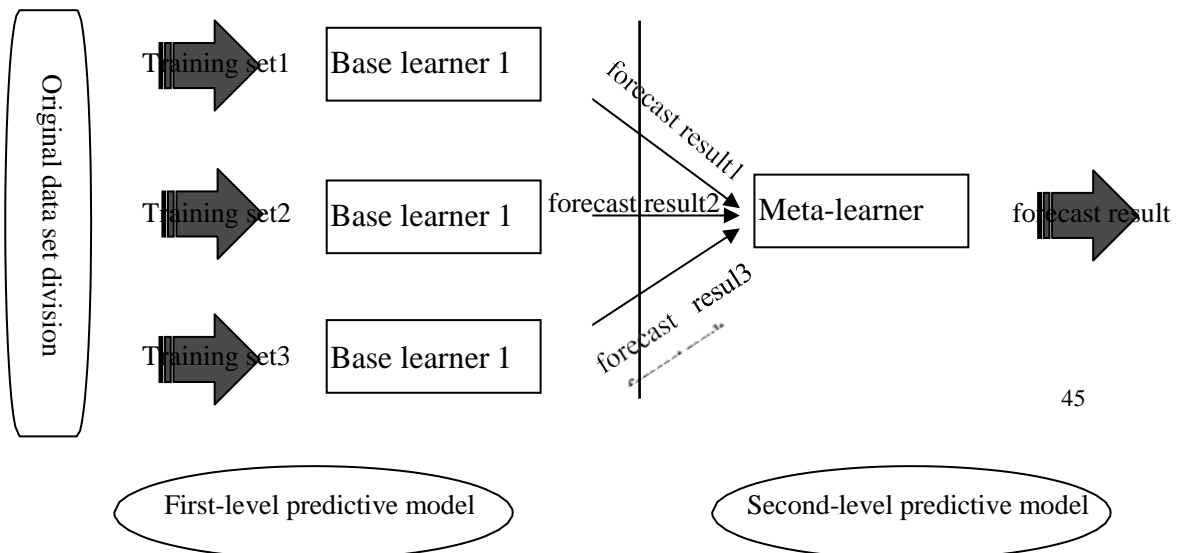 Original data set division
Training set1
Base learner 1
forecast result1
Training set2
Base learner 1
forecast result2
Meta-learner
forecast result
Training set3
Base learner 1
forecast resul3
45
First-level predictive model
Second-level predictive model